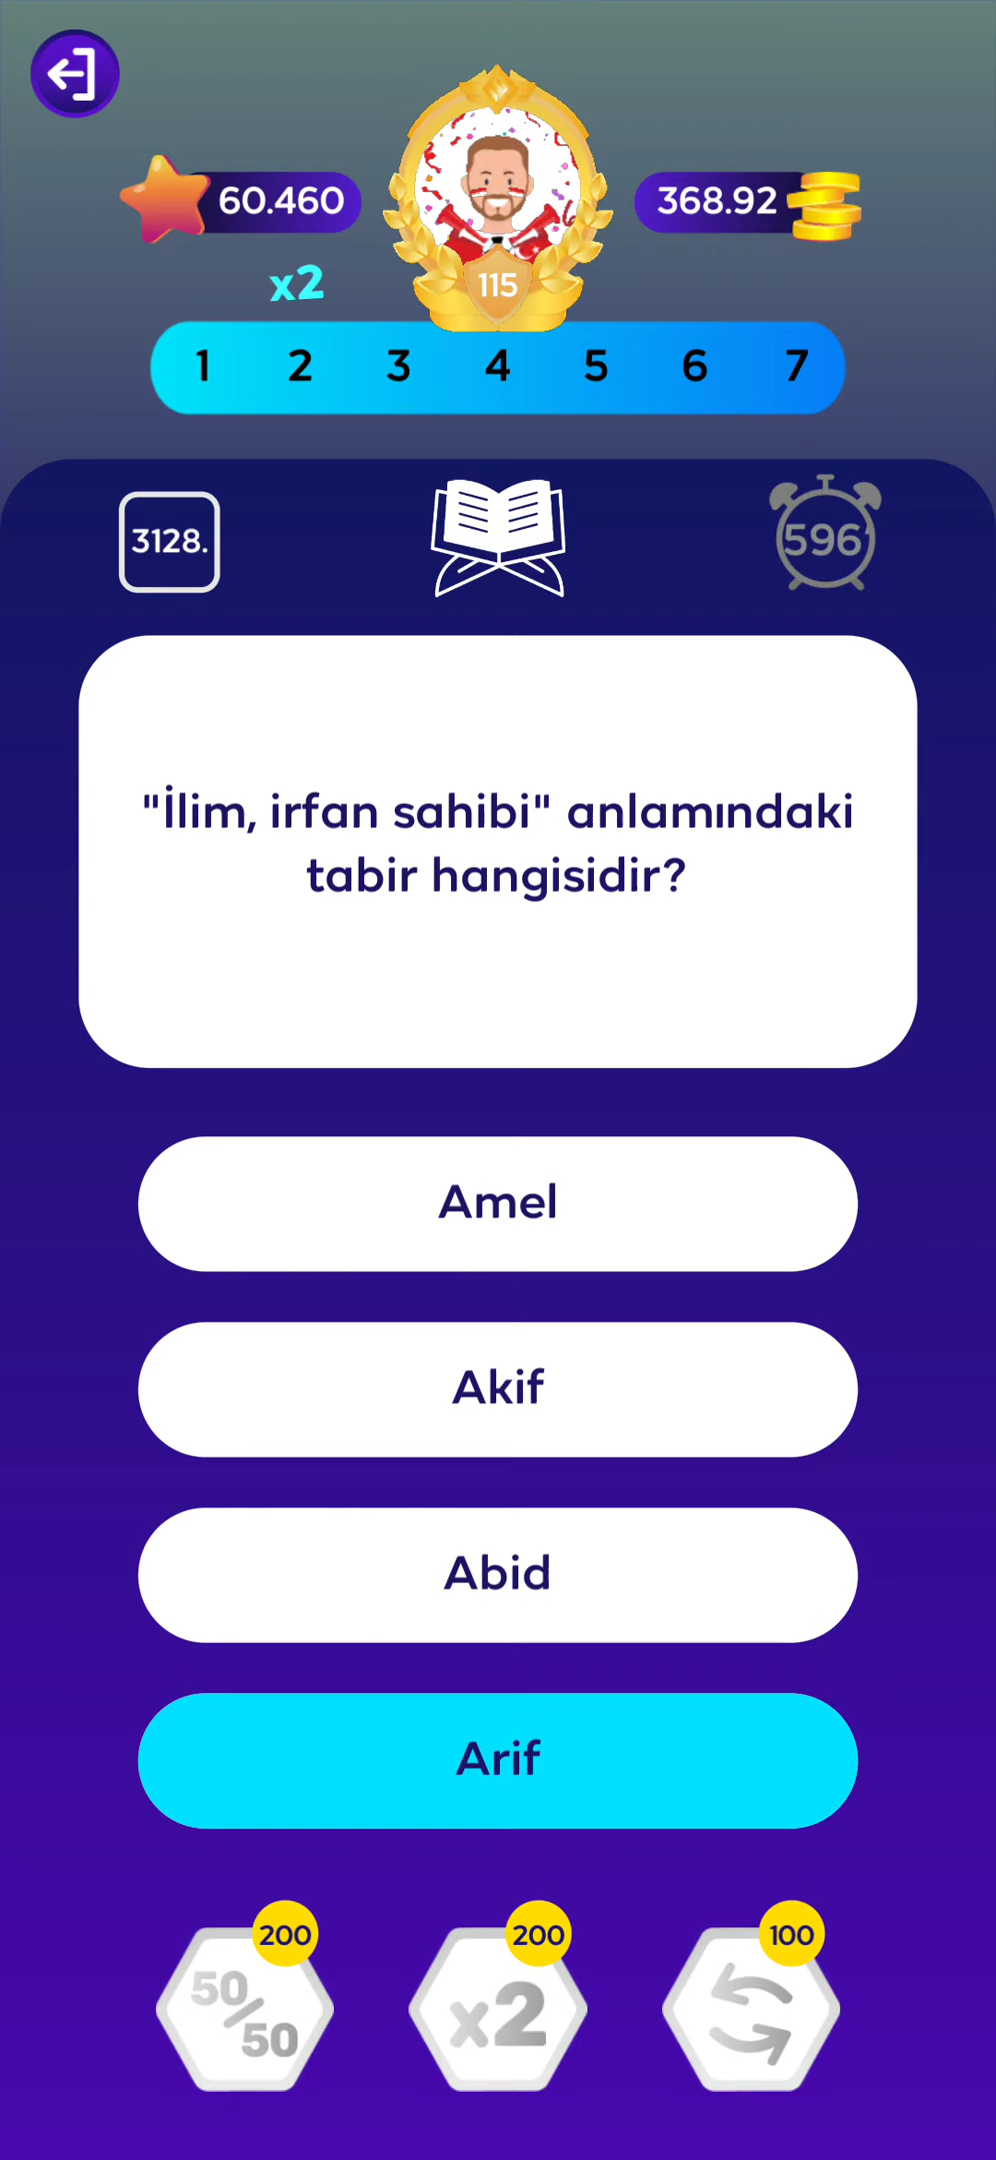 60.460
368.92
115
x2
1 2 3 4 5 6 7
3128.
596
"İlim, irfan sahibi" anlamındaki
tabir hangisidir?
Amel
Akif
Abid
Arif
200
200
100
50/50
x2